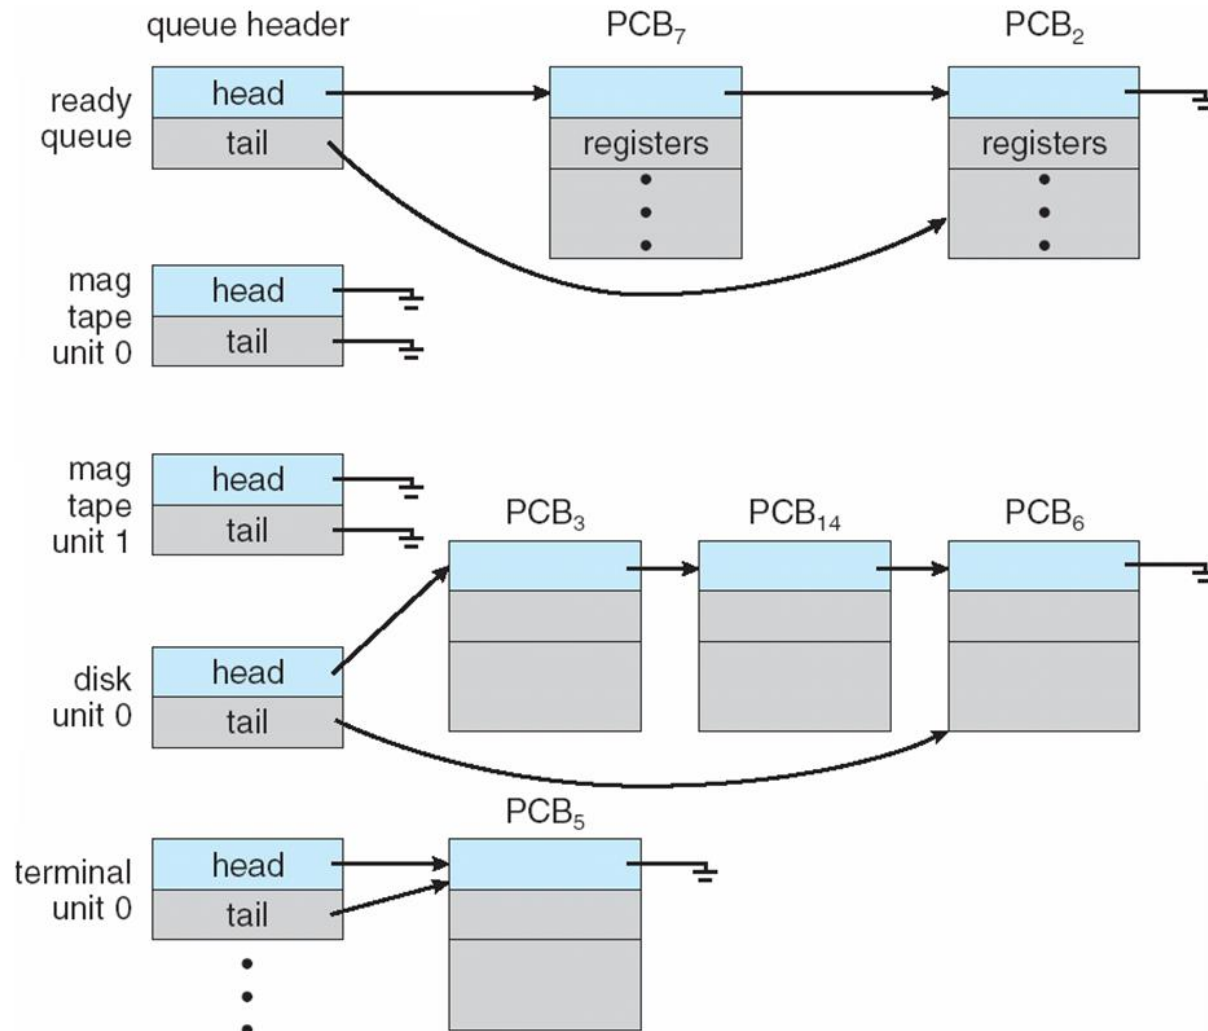 queue header
PCB₇
PCB₂
ready
queue
head
tail
registers
registers
mag
tape
unit 0
head
tail
mag
tape
unit 1
head
tail
PCB₃
PCB₁₄
PCB₆
disk
unit 0
head
tail
PCB₅
terminal
unit 0
head
tail